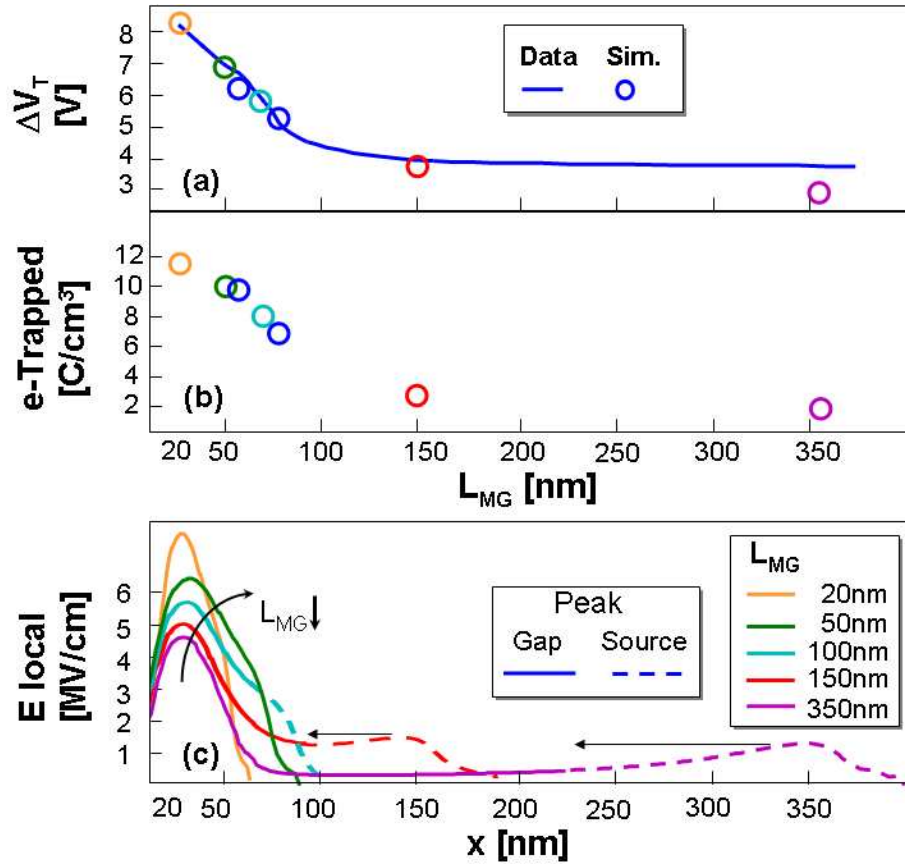 8
7
6
5
4
3
ΔV_T
[V]
Data Sim.
(a)
12
10
8
6
4
2
e-Trapped
[C/cm³]
(b)
20 50 100 150 200 250 300 350
L_MG [nm]
6
5
4
3
2
1
E local
[MV/cm]
L_MG↓
Peak
Gap Source
L_MG
20nm
50nm
100nm
150nm
350nm
(c)
20 50 100 150 200 250 300 350
x [nm]